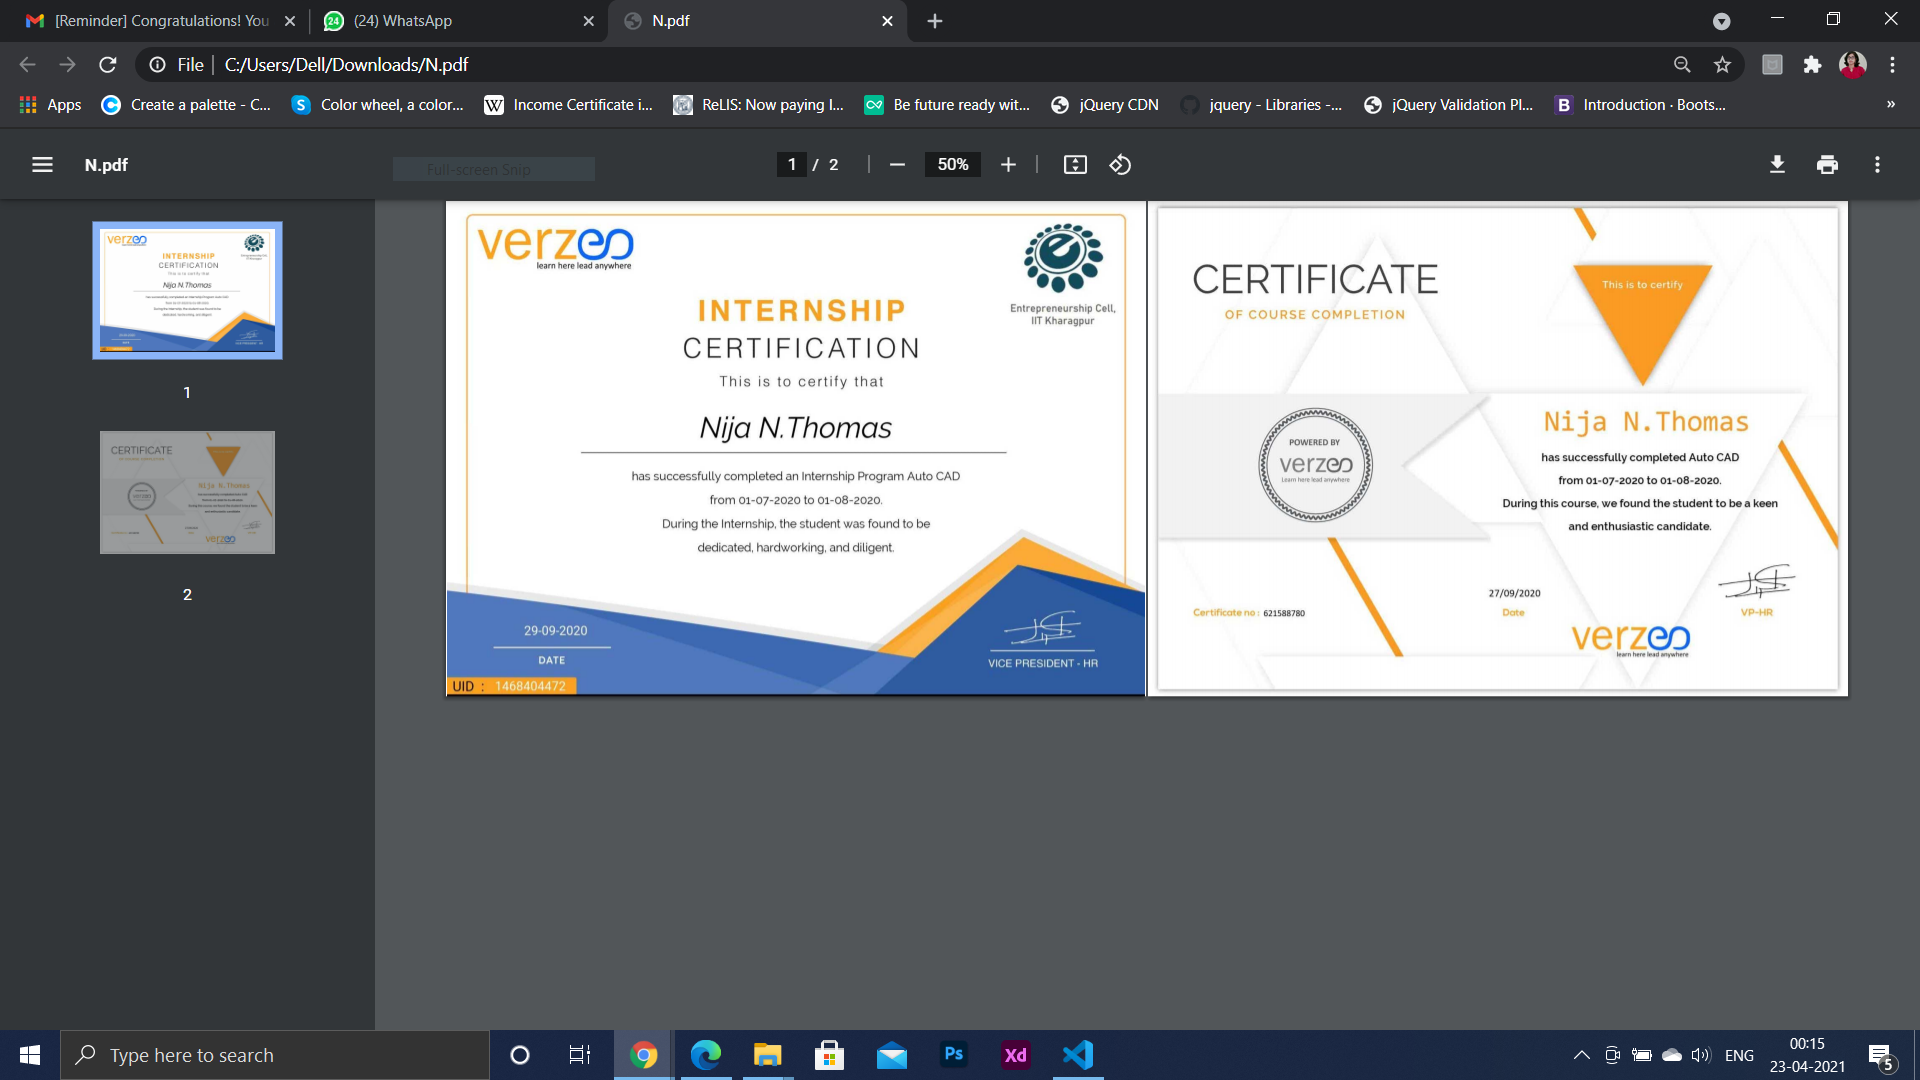 [Reminder] Congratulations! You
(24) WhatsApp
N.pdf
File
C:/Users/Dell/Downloads/N.pdf
Apps
Create a palette - C...
Color wheel, a color...
Income Certificate i...
ReLIS: Now paying l...
Be future ready wit...
jQuery CDN
jquery - Libraries -...
jQuery Validation Pl...
Introduction · Boots...
»
N.pdf
Full-screen Snip
1 / 2
50%
1
2
verzeo
learn here lead anywhere
Entrepreneurship Cell,
IIT Kharagpur
INTERNSHIP
CERTIFICATION
This is to certify that
Nija N.Thomas
has successfully completed an Internship Program Auto CAD
from 01-07-2020 to 01-08-2020.
During the Internship, the student was found to be
dedicated, hardworking, and diligent.
29-09-2020
DATE
VICE PRESIDENT - HR
UID : 1468404472
CERTIFICATE
OF COURSE COMPLETION
This is to certify
POWERED BY
verzeo
Learn here lead anywhere
Nija N.Thomas
has successfully completed Auto CAD
from 01-07-2020 to 01-08-2020.
During this course, we found the student to be a keen
and enthusiastic candidate.
Certificate no : 621588780
27/09/2020
Date
VP-HR
verzeo
learn here lead anywhere
Type here to search
Ps
Xd
ENG
00:15
23-04-2021
5